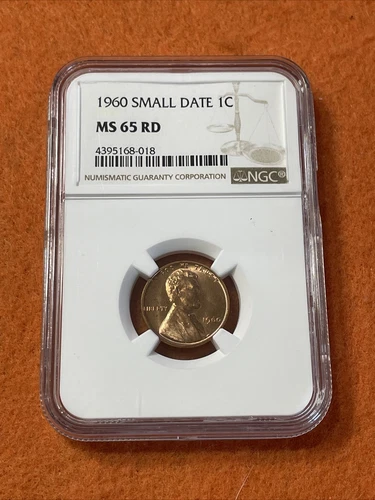 1960 SMALL DATE 1C
MS 65 RD
4395168-018
NUMISMATIC GUARANTY CORPORATION
NGC®
LIBERTY
1960